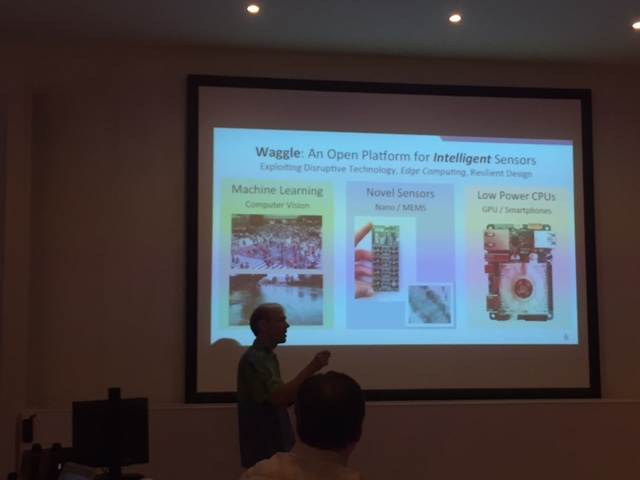 Waggle: An Open Platform for Intelligent Sensors
Exploiting Disruptive Technology, Edge Computing, Resilient Design
Machine Learning
Computer Vision
Novel Sensors
Nano / MEMS
Low Power CPUs
GPU / Smartphones
6